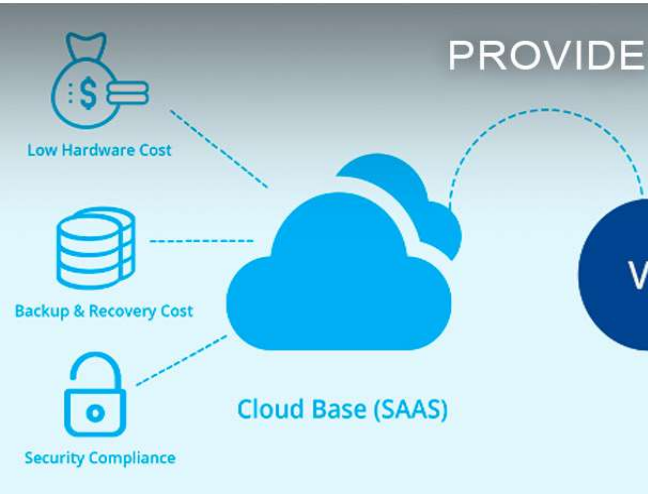 PROVIDE
Low Hardware Cost
Backup & Recovery Cost
V
Cloud Base (SAAS)
Security Compliance